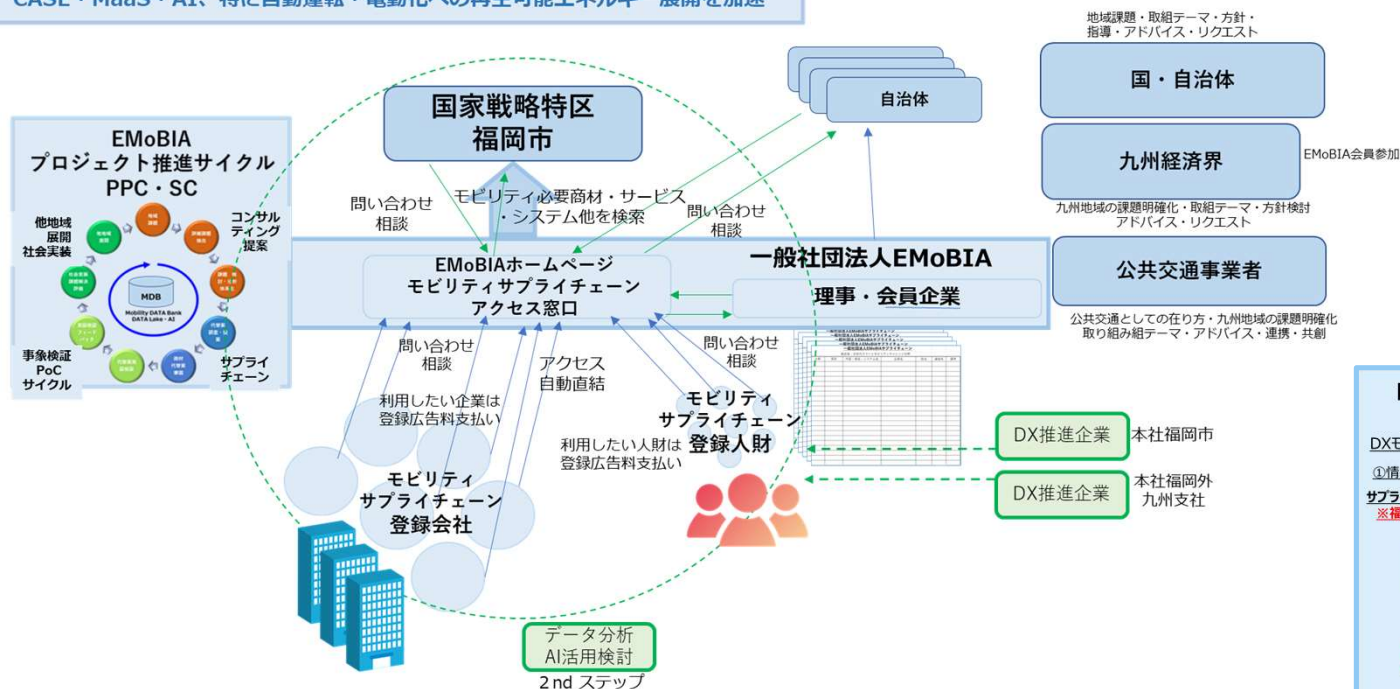 CASE・MaaS・AI、特に自動運転・電動化への再生可能エネルギー展開を加速
地域課題・取組テーマ・方針・
指導・アドバイス・リクエスト
国・自治体
九州経済界
EMoBIA会員参加
九州地域の課題明確化・取組テーマ・方針検討
アドバイス・リクエスト
公共交通事業者
公共交通としての在り方・九州地域の課題明確化
取り組み組テーマ・アドバイス・連携・共創
自治体
国家戦略特区
福岡市
EMoBIA
プロジェクト推進サイクル
PPC・SC
他地域
展開
社会実装
コンサル
ティング
提案
MDB
Mobility DATA Bank
DATA Lake・AI
事象検証
PoC
サイクル
サプライ
チェーン
問い合わせ
相談
モビリティ必要商材・サービス
・システム他を検索
問い合わせ
相談
一般社団法人EMoBIA
EMoBIAホームページ
モビリティサプライチェーン
アクセス窓口
理事・会員企業
問い合わせ
相談
アクセス
自動直結
問い合わせ
相談
利用したい企業は
登録広告料支払い
モビリティ
サプライチェーン
登録人財
利用したい人財は
登録広告料支払い
モビリティ
サプライチェーン
登録会社
一般社団法人EMoBIAサプライチェーン
DX推進企業
本社福岡市
DX推進企業
本社福岡外
九州支社
データ分析
AI活用検討
2nd ステップ
DXモ
①情
サプラ
※福